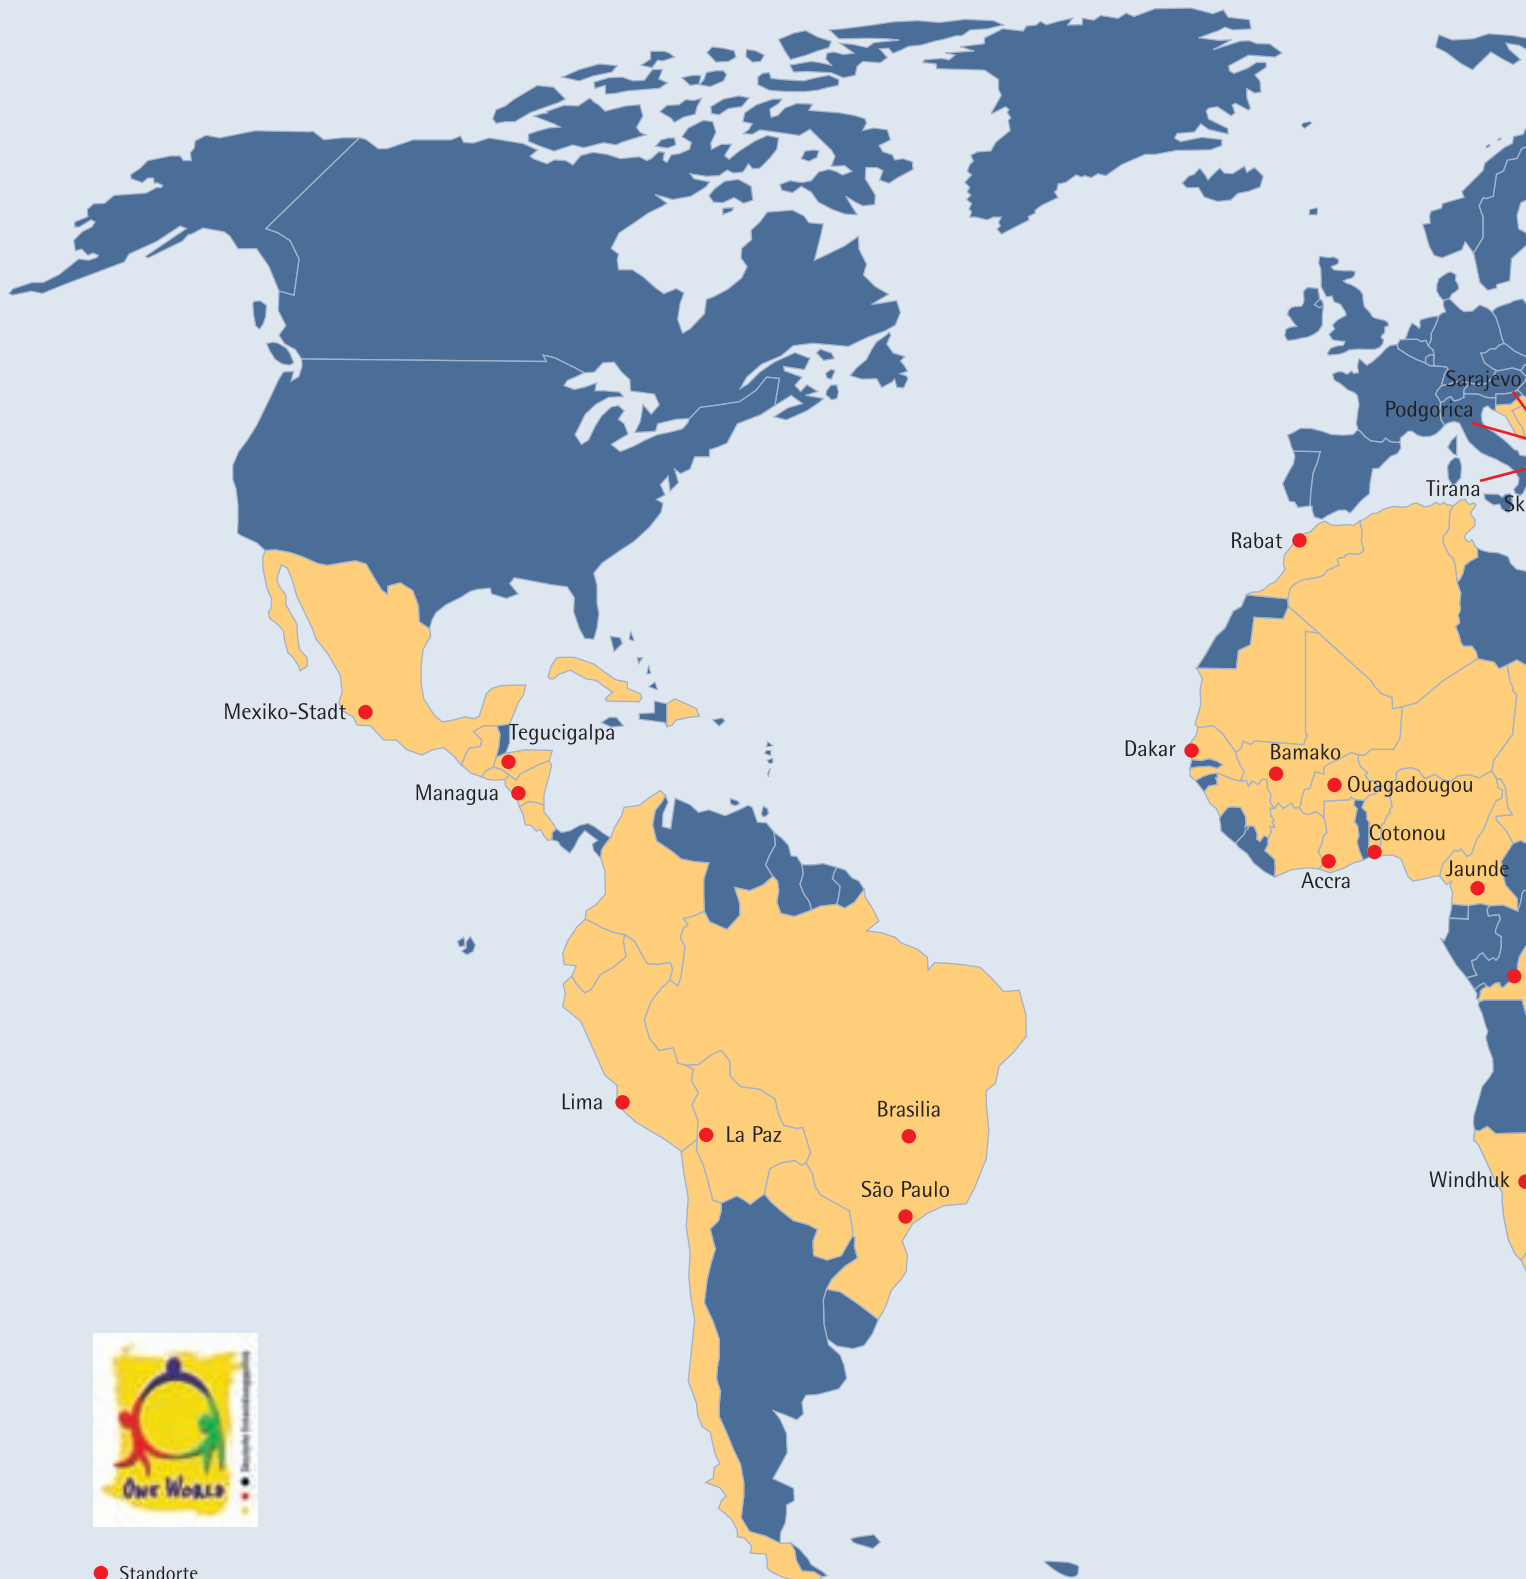 Sarajevo
Podgorica
Tirana
Sk
Rabat
Mexiko-Stadt
Tegucigalpa
Managua
Dakar
Bamako
Ouagadougou
Cotonou
Accra
Jaunde
Lima
La Paz
Brasilia
São Paulo
Windhuk
ONE WORLD
Standorte